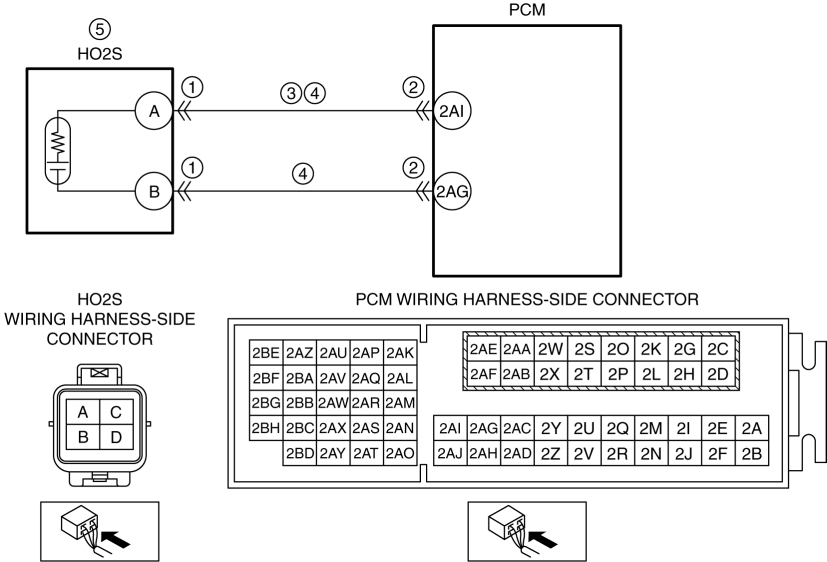 PCM
⑤
HO2S
① ③④ ②
A 2AI
① ④ ②
B 2AG
HO2S
WIRING HARNESS-SIDE
CONNECTOR
A C
B D
PCM WIRING HARNESS-SIDE CONNECTOR
2BE 2AZ 2AU 2AP 2AK
2BF 2BA 2AV 2AQ 2AL
2BG 2BB 2AW 2AR 2AM
2BH 2BC 2AX 2AS 2AN
2BD 2AY 2AT 2AO
2AE 2AA 2W 2S 2O 2K 2G 2C
2AF 2AB 2X 2T 2P 2L 2H 2D
2AI 2AG 2AC 2Y 2U 2Q 2M 2I 2E 2A
2AJ 2AH 2AD 2Z 2V 2R 2N 2J 2F 2B